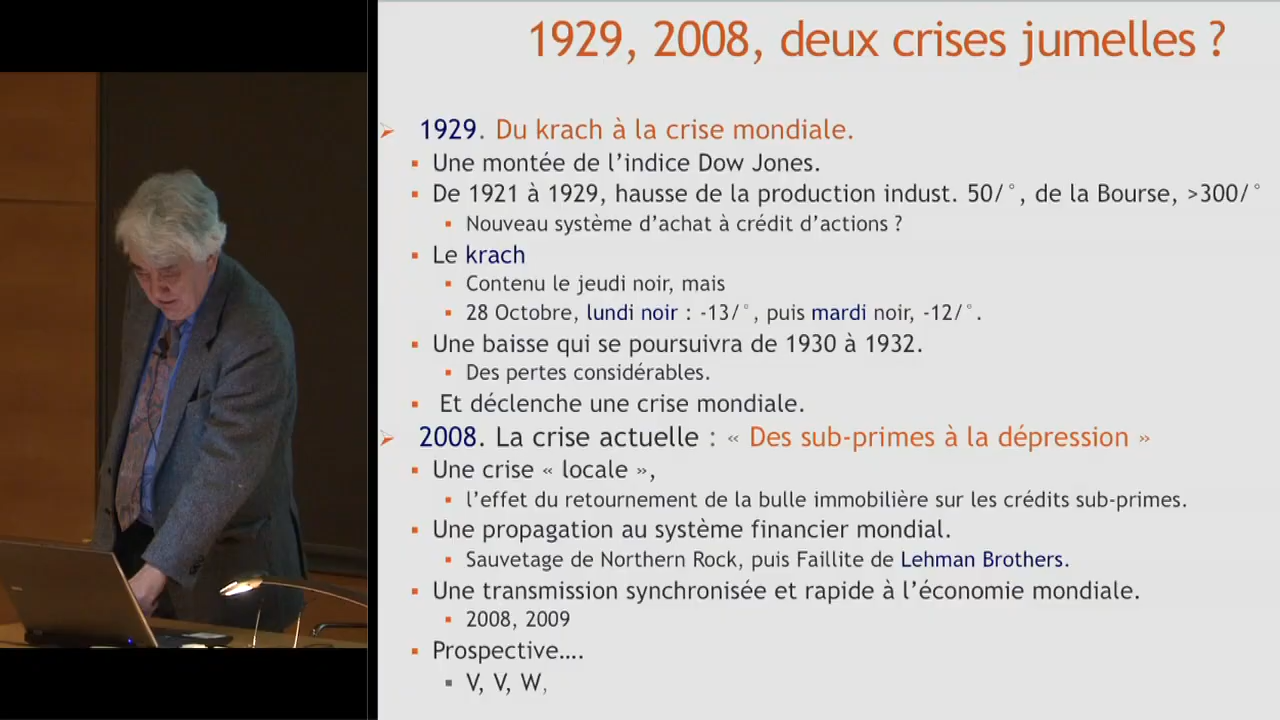 1929, 2008, deux crises jumelles ?
1929. Du krach à la crise mondiale.
Une montée de l’indice Dow Jones.
De 1921 à 1929, hausse de la production indust. 50/°, de la Bourse, >300/°
Nouveau système d’achat à crédit d’actions ?
Le krach
Contenu le jeudi noir, mais
28 Octobre, lundi noir : -13/°, puis mardi noir, -12/°.
Une baisse qui se poursuivra de 1930 à 1932.
Des pertes considérables.
Et déclenche une crise mondiale.
2008. La crise actuelle : « Des sub-primes à la dépression »
Une crise « locale »,
l’effet du retournement de la bulle immobilière sur les crédits sub-primes.
Une propagation au système financier mondial.
Sauvetage de Northern Rock, puis Faillite de Lehman Brothers.
Une transmission synchronisée et rapide à l’économie mondiale.
2008, 2009
Prospective….
V, V, W,